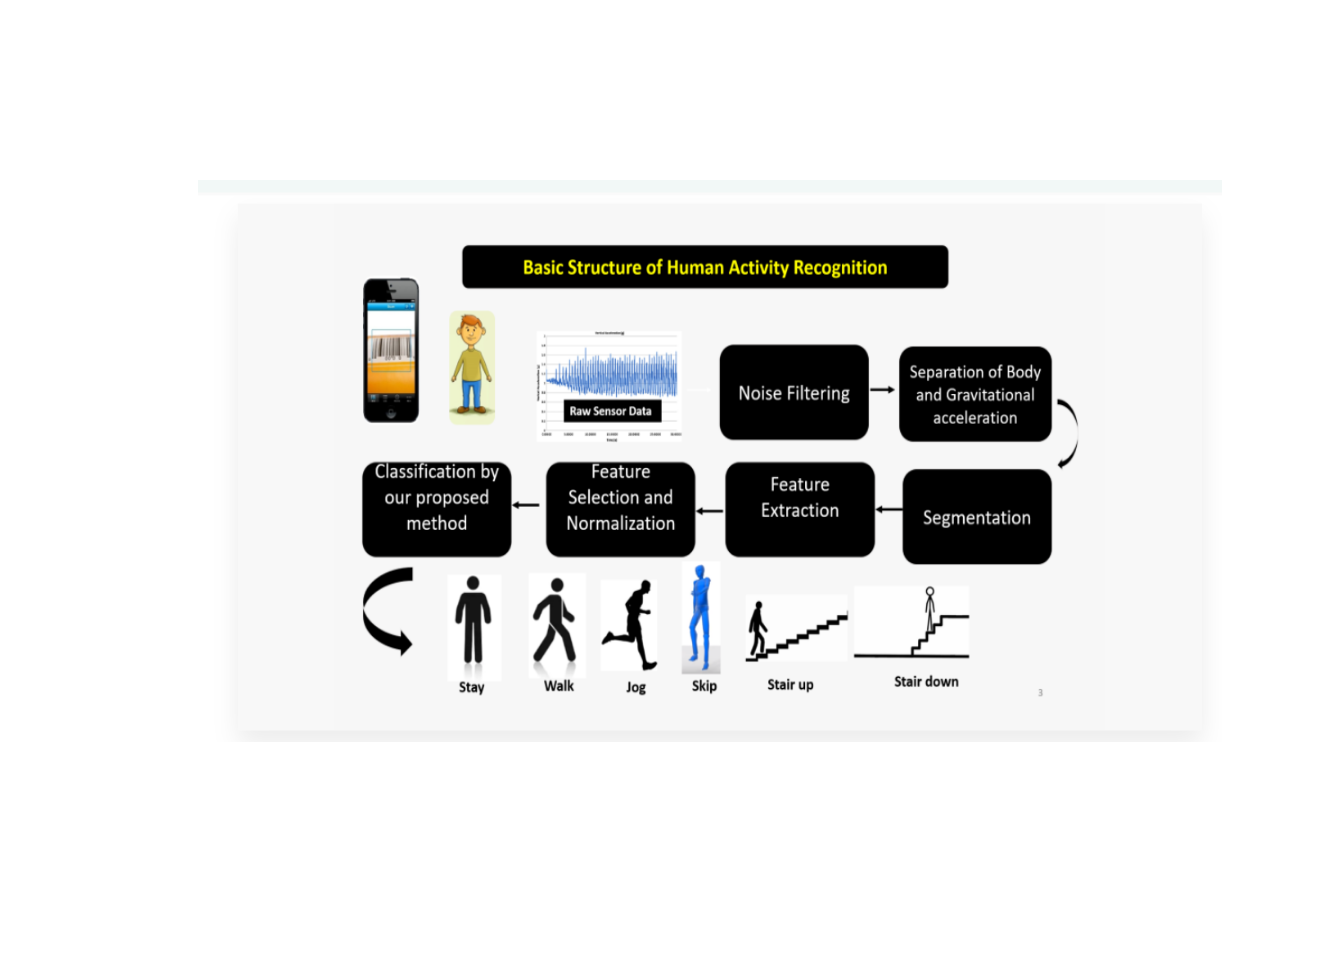 Basic Structure of Human Activity Recognition
Raw Sensor Data
Noise Filtering
Separation of Body
and Gravitational
acceleration
Classification by
our proposed
method
Feature
Selection and
Normalization
Feature
Extraction
Segmentation
Stay
Walk
Jog
Skip
Stair up
Stair down
3